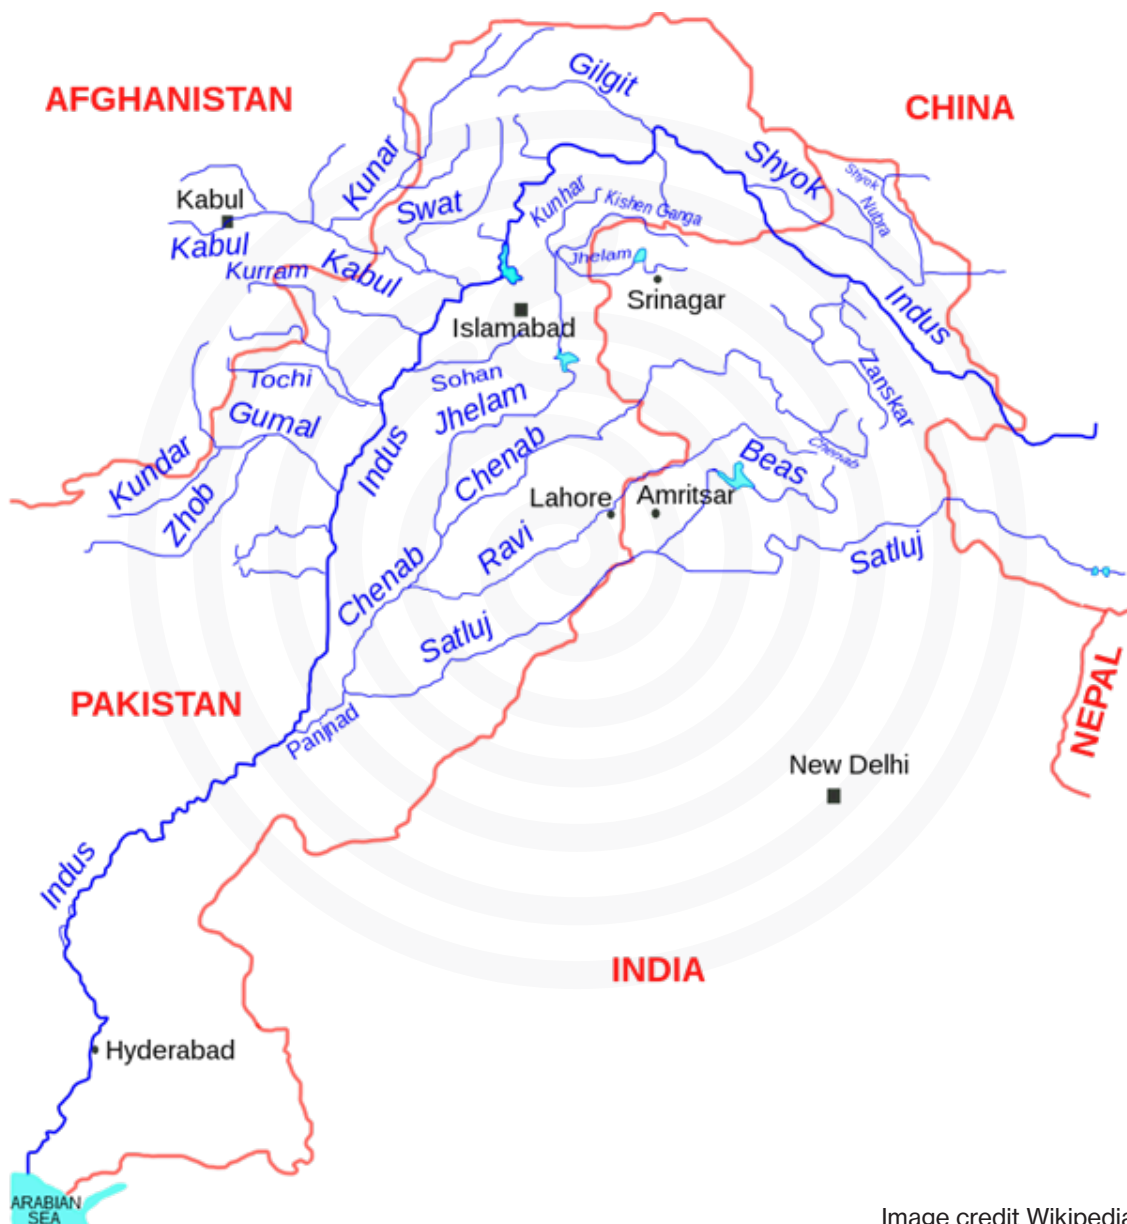 Gilgit
AFGHANISTAN
CHINA
Kunar
Shyok
Shyok
Kabul
Swat
Kunhar
Kishen Ganga
Nubra
Kabul
Kurram
Kabul
Jhelam
Srinagar
Indus
Islamabad
Tochi
Sohan
Zanskar
Gumal
Jhelam
Indus
Chenab
Chenab
Kundar
Zhob
Beas
Lahore
Amritsar
Ravi
Satluj
Chenab
Satluj
PAKISTAN
NEPAL
Panjnad
New Delhi
Indus
INDIA
Hyderabad
ARABIAN
SEA
Image credit Wikipedia